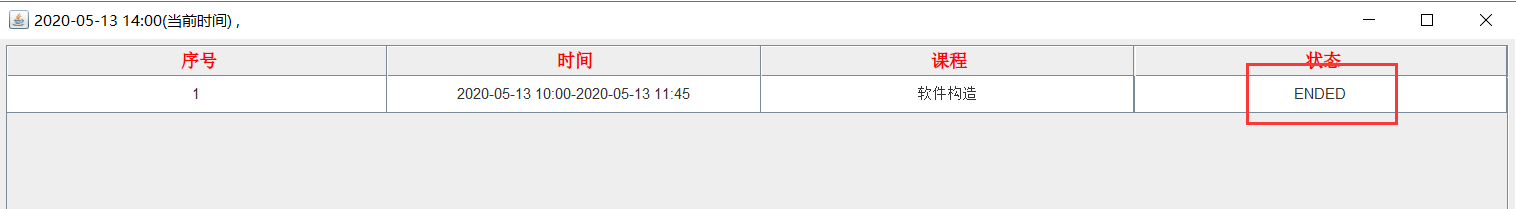 2020-05-13 14:00(当前时间) ,
序号 时间 课程 状态
1 2020-05-13 10:00-2020-05-13 11:45 软件构造 ENDED